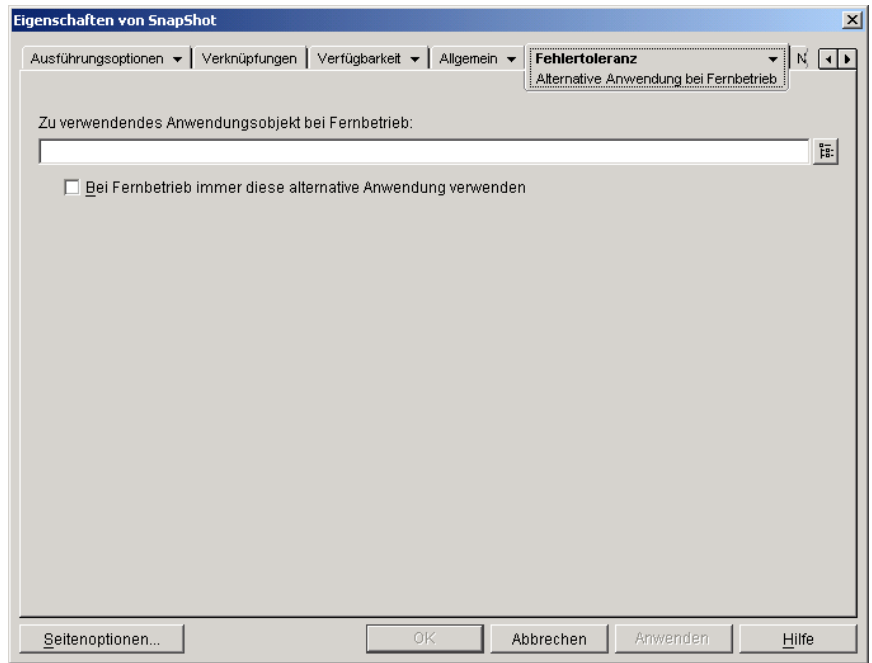 Eigenschaften von SnapShot
Ausführungsoptionen
Verknüpfungen
Verfügbarkeit
Allgemein
Fehlertoleranz
N
Alternative Anwendung bei Fernbetrieb
Zu verwendendes Anwendungsobjekt bei Fernbetrieb:
Bei Fernbetrieb immer diese alternative Anwendung verwenden
Seitenoptionen...
OK
Abbrechen
Anwenden
Hilfe